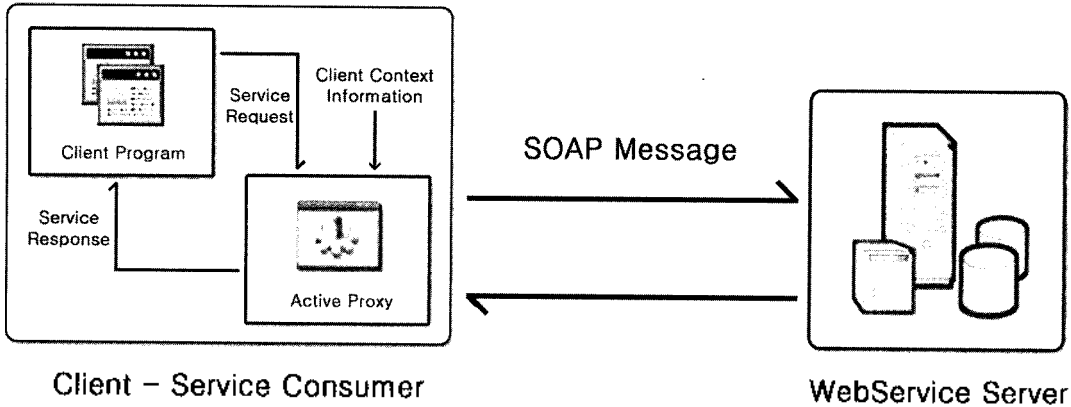 Client Program
Service
Request
Client Context
Information
Service
Response
Active Proxy
SOAP Message
Client – Service Consumer
WebService Server